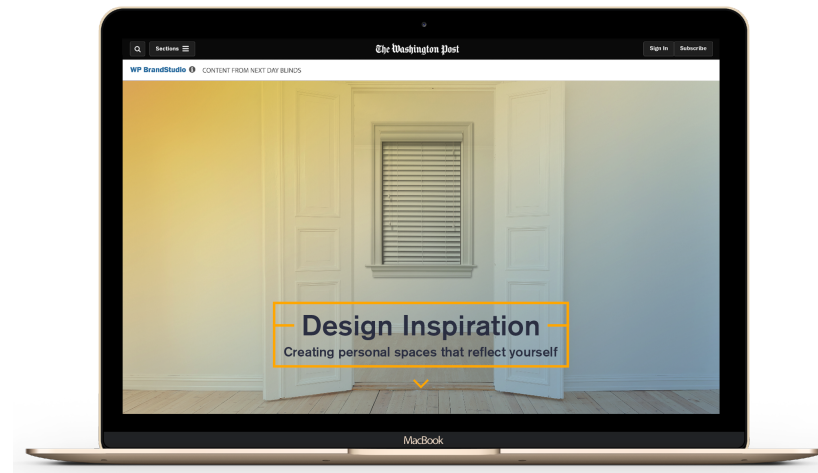 Sections
The Washington Post
Sign In Subscribe
WP BrandStudio CONTENT FROM NEXT DAY BLINDS
Design Inspiration
Creating personal spaces that reflect yourself
MacBook